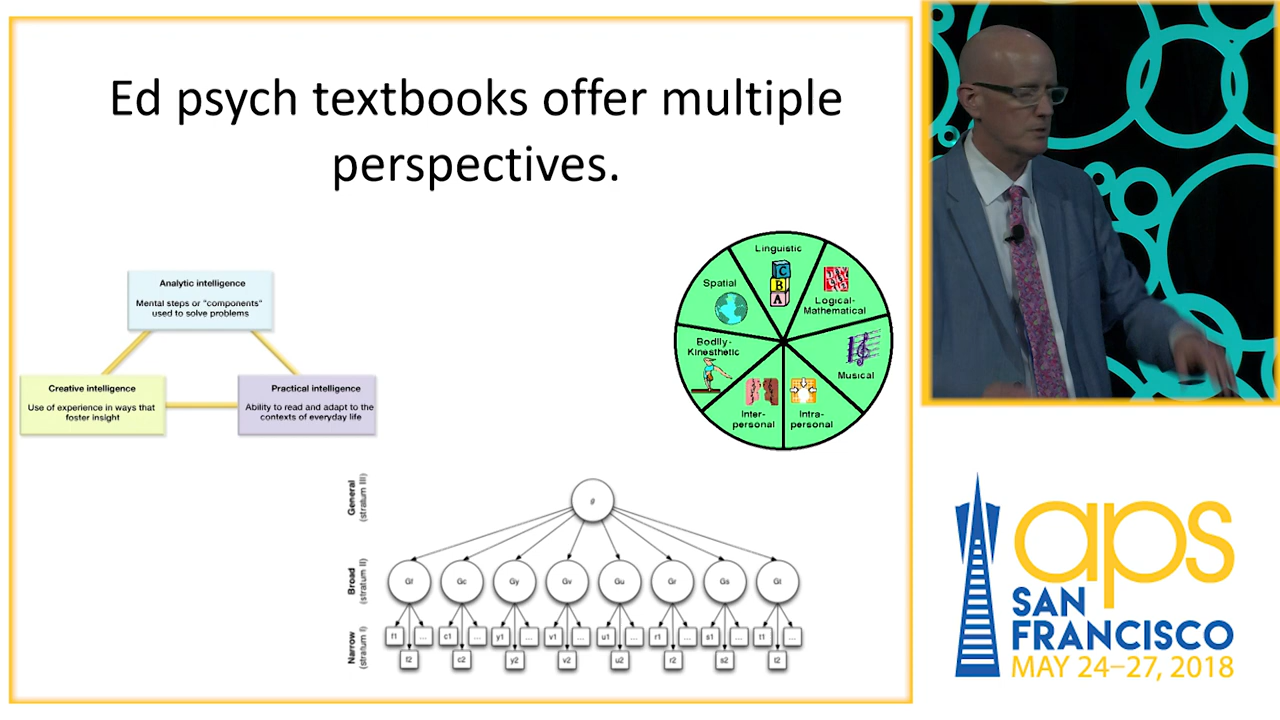 Ed psych textbooks offer multiple
perspectives.
Analytic intelligence
Mental steps or "components"
used to solve problems
Creative intelligence
Use of experience in ways that
foster insight
Practical intelligence
Ability to read and adapt to the
contexts of everyday life
Linguistic
Spatial
C
B
A
Logical-
Mathematical
Bodily-
Kinesthetic
Musical
Inter-
personal
Intra-
personal
General
(stratum III)
g
Broad
(stratum II)
Gf Gc Gy Gv Gu Gr Gs Gt
Narrow
(stratum I)
f1 ... c1 ... y1 ... v1 ... u1 ... r1 ... s1 ... t1 ...
f2 c2 y2 v2 u2 r2 s2 t2
aps
SAN
FRANCISCO
MAY 24–27, 2018